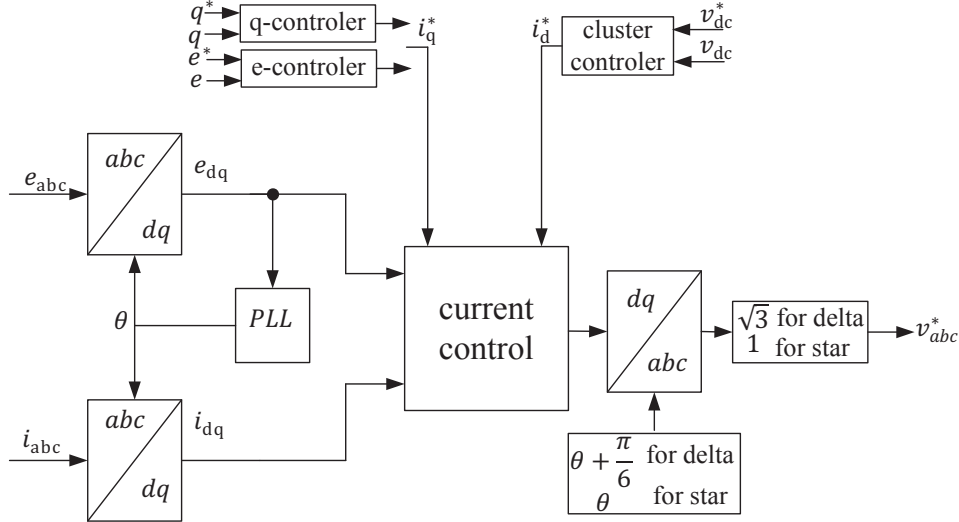 q*
q
q-controler
i*q
e*
e
e-controler
i*d
cluster
controler
v*dc
vdc
abc
dq
eabc
edq
θ
PLL
current
control
dq
abc
√3 for delta
1 for star
v*abc
abc
dq
iabc
idq
θ + π/6 for delta
θ for star